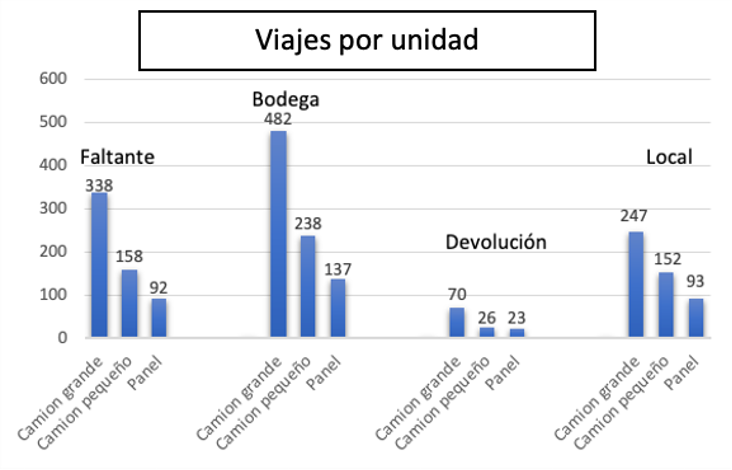 Viajes por unidad
600
500
400
300
200
100
0
Faltante
338
158
92
Bodega
482
238
137
Devolución
70
26
23
Local
247
152
93
Camion grande
Camion pequeño
Panel
Camion grande
Camion pequeño
Panel
Camion grande
Camion pequeño
Panel
Camion grande
Camion pequeño
Panel